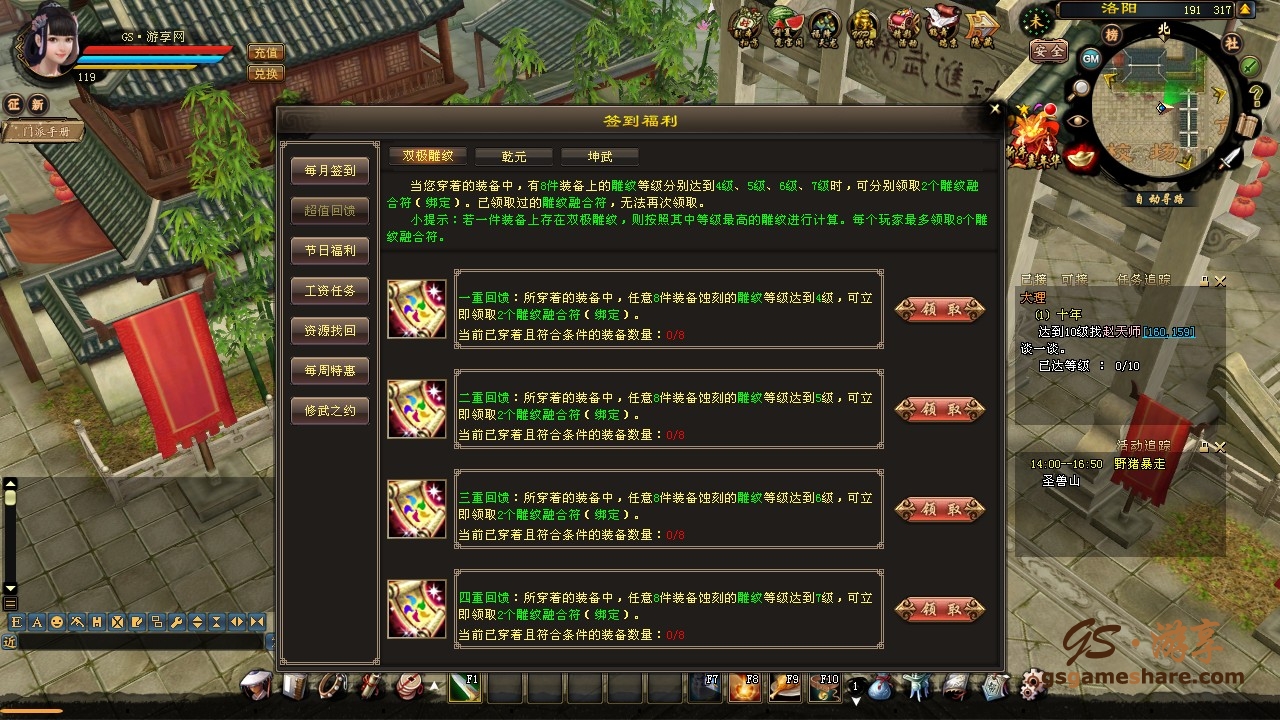 GS·游享网
充值
兑换
119
征 新
门派手册
洛阳
191 317
未
安全
GM
榜
北
社
校场
自动寻路
签到福利
每月签到
超值回馈
节日福利
工资任务
资源找回
每周特惠
修武之约
双极雕纹
乾元
坤武
当您穿着的装备中，有8件装备上的雕纹等级分别达到4级、5级、6级、7级时，可分别领取2个雕纹融
合符（绑定）。已领取过的雕纹融合符，无法再次领取。
小提示：若一件装备上存在双极雕纹，则按照其中等级最高的雕纹进行计算。每个玩家最多领取8个雕
纹融合符。
一重回馈：所穿着的装备中，任意8件装备蚀刻的雕纹等级达到4级，可立
即领取2个雕纹融合符（绑定）。
当前已穿着且符合条件的装备数量：0/8
领取
二重回馈：所穿着的装备中，任意8件装备蚀刻的雕纹等级达到5级，可立
即领取2个雕纹融合符（绑定）。
当前已穿着且符合条件的装备数量：0/8
领取
三重回馈：所穿着的装备中，任意8件装备蚀刻的雕纹等级达到6级，可立
即领取2个雕纹融合符（绑定）。
当前已穿着且符合条件的装备数量：0/8
领取
四重回馈：所穿着的装备中，任意8件装备蚀刻的雕纹等级达到7级，可立
即领取2个雕纹融合符（绑定）。
当前已穿着且符合条件的装备数量：0/8
领取
已接 可接 任务追踪
大理
(1) 十年
达到10级找赵天师[160,159]
谈一谈。
已达等级 ： 0/10
活动追踪
14:00--16:50 野猪暴走
圣兽山
近
F1
F7
F8
F9
F10
1
GS·游享
gsgameshare.com